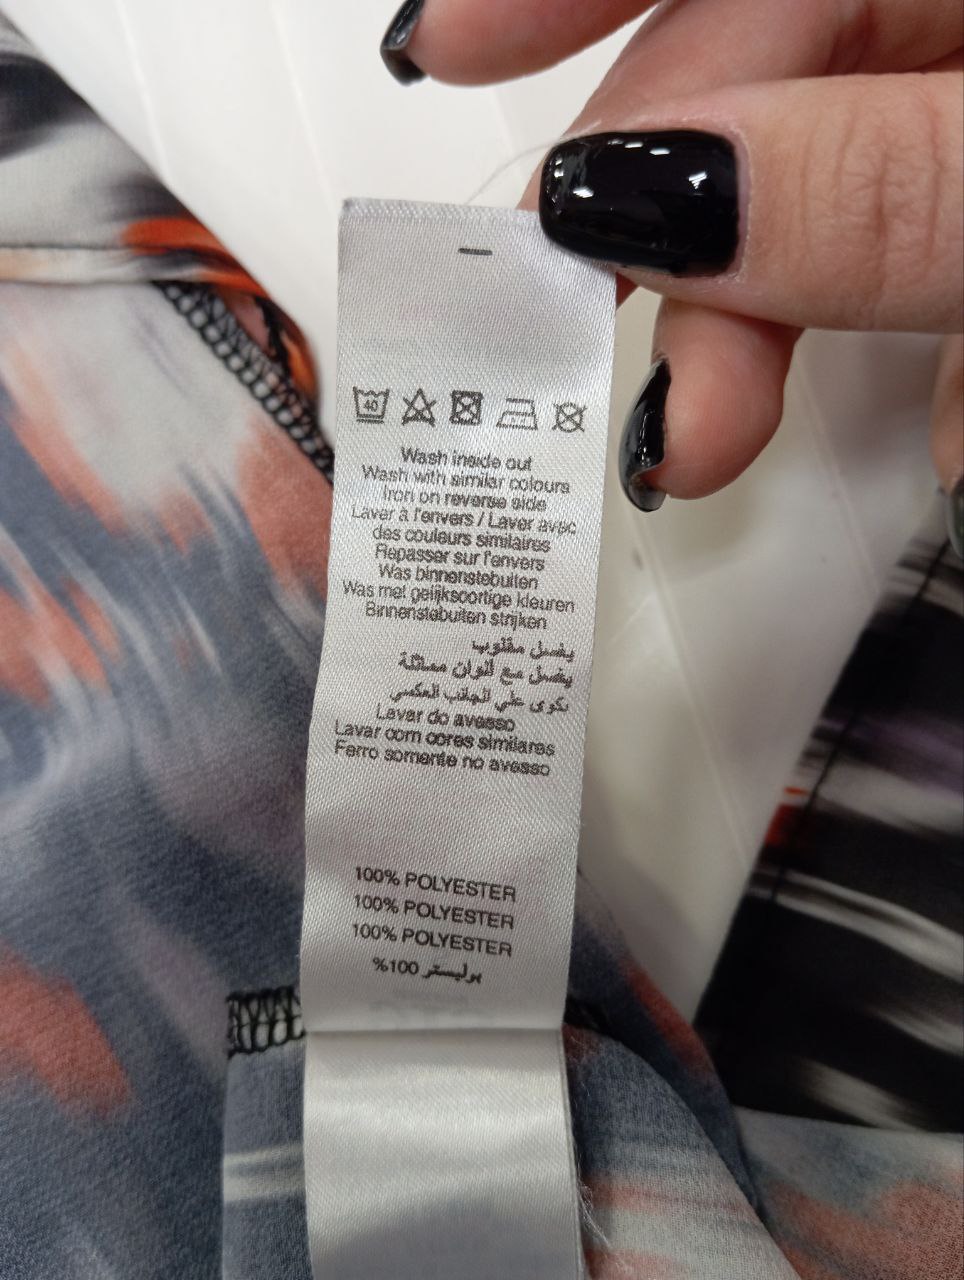 40
Wash inside out
Wash with similar colours
Iron on reverse side
Laver à l'envers / Laver avec
des couleurs similaires
Repasser sur l'envers
Was binnenstebuiten
Was met gelijksoortige kleuren
Binnenstebuiten strijken
يغسل مقلوب
يغسل مع ألوان مماثلة
تكوى على الجانب العكسي
Lavar do avesso
Lavar com cores similares
Ferro somente no avesso
100% POLYESTER
100% POLYESTER
100% POLYESTER
%100 بوليستر